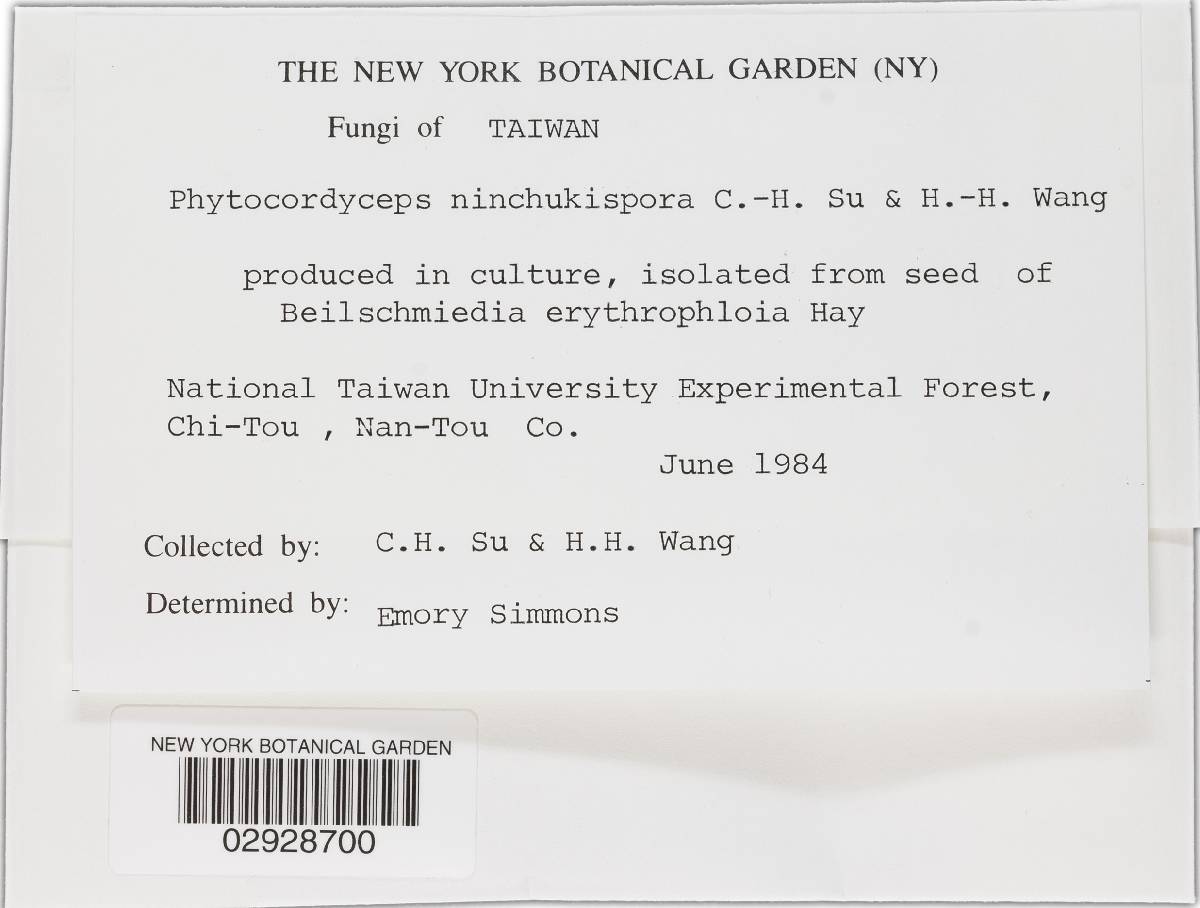 THE NEW YORK BOTANICAL GARDEN (NY)
Fungi of TAIWAN
Phytocordyceps ninchukispora C.-H. Su & H.-H. Wang
produced in culture, isolated from seed of
Beilschmiedia erythrophloia Hay
National Taiwan University Experimental Forest,
Chi-Tou , Nan-Tou Co.
June 1984
Collected by: C.H. Su & H.H. Wang
Determined by: Emory Simmons
NEW YORK BOTANICAL GARDEN
02928700